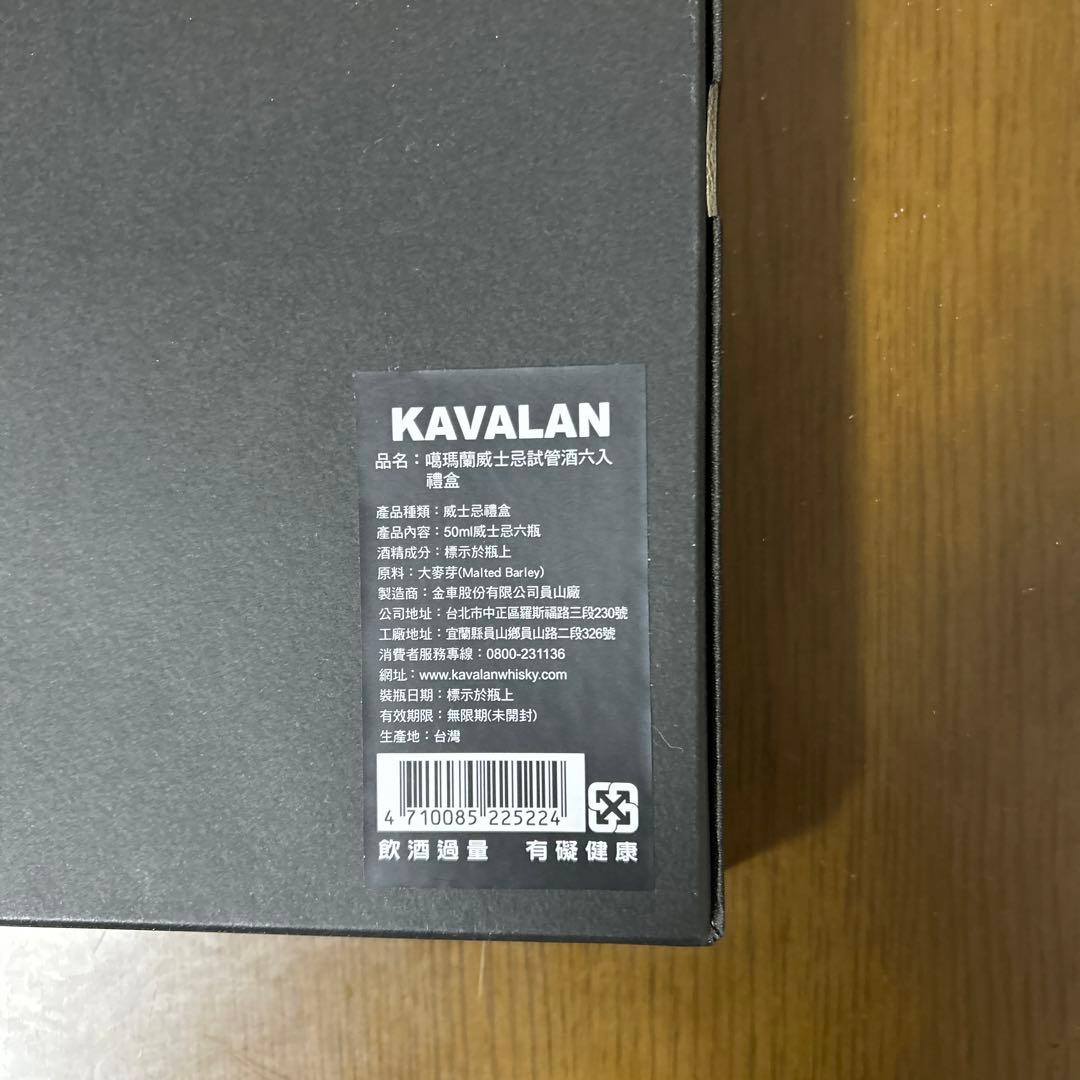 KAVALAN
品名：噶瑪蘭威士忌試管酒六入
禮盒
產品種類：威士忌禮盒
產品內容：50ml威士忌六瓶
酒精成分：標示於瓶上
原料：大麥芽(Malted Barley)
製造商：金車股份有限公司員山廠
公司地址：台北市中正區羅斯福路三段230號
工廠地址：宜蘭縣員山鄉員山路二段326號
消費者服務專線：0800-231136
網址：www.kavalanwhisky.com
裝瓶日期：標示於瓶上
有效期限：無限期(未開封)
生產地：台灣
4 710085 225224
飲酒過量 有礙健康